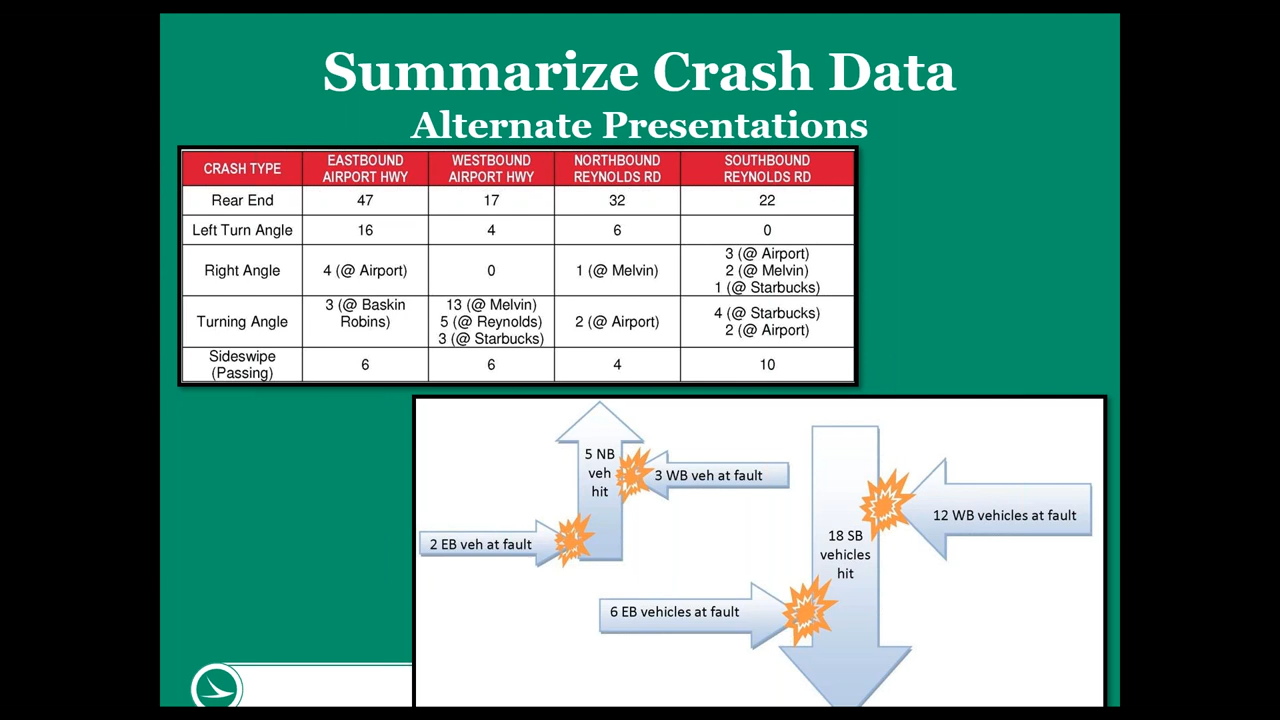 Summarize Crash Data
Alternate Presentations
CRASH TYPE
EASTBOUND
AIRPORT HWY
WESTBOUND
AIRPORT HWY
NORTHBOUND
REYNOLDS RD
SOUTHBOUND
REYNOLDS RD
Rear End
47
17
32
22
Left Turn Angle
16
4
6
0
Right Angle
4 (@ Airport)
0
1 (@ Melvin)
3 (@ Airport)
2 (@ Melvin)
1 (@ Starbucks)
Turning Angle
3 (@ Baskin
Robins)
13 (@ Melvin)
5 (@ Reynolds)
3 (@ Starbucks)
2 (@ Airport)
4 (@ Starbucks)
2 (@ Airport)
Sideswipe
(Passing)
6
6
4
10
5 NB
veh
hit
3 WB veh at fault
2 EB veh at fault
12 WB vehicles at fault
18 SB
vehicles
hit
6 EB vehicles at fault